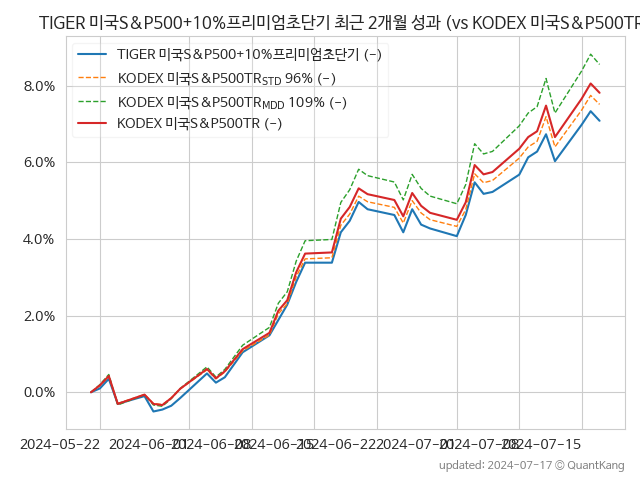 TIGER 미국S&P500+10%프리미엄초단기 최근 2개월 성과 (vs KODEX 미국S&P500TR
TIGER 미국S&P500+10%프리미엄초단기 (-)
KODEX 미국S&P500TRSTD 96% (-)
KODEX 미국S&P500TRMDD 109% (-)
KODEX 미국S&P500TR (-)
8.0%
6.0%
4.0%
2.0%
0.0%
2024-05-22 2024-06-01 2024-06-08 2024-06-15 2024-06-22 2024-07-01 2024-07-08 2024-07-15
updated: 2024-07-17 © QuantKang